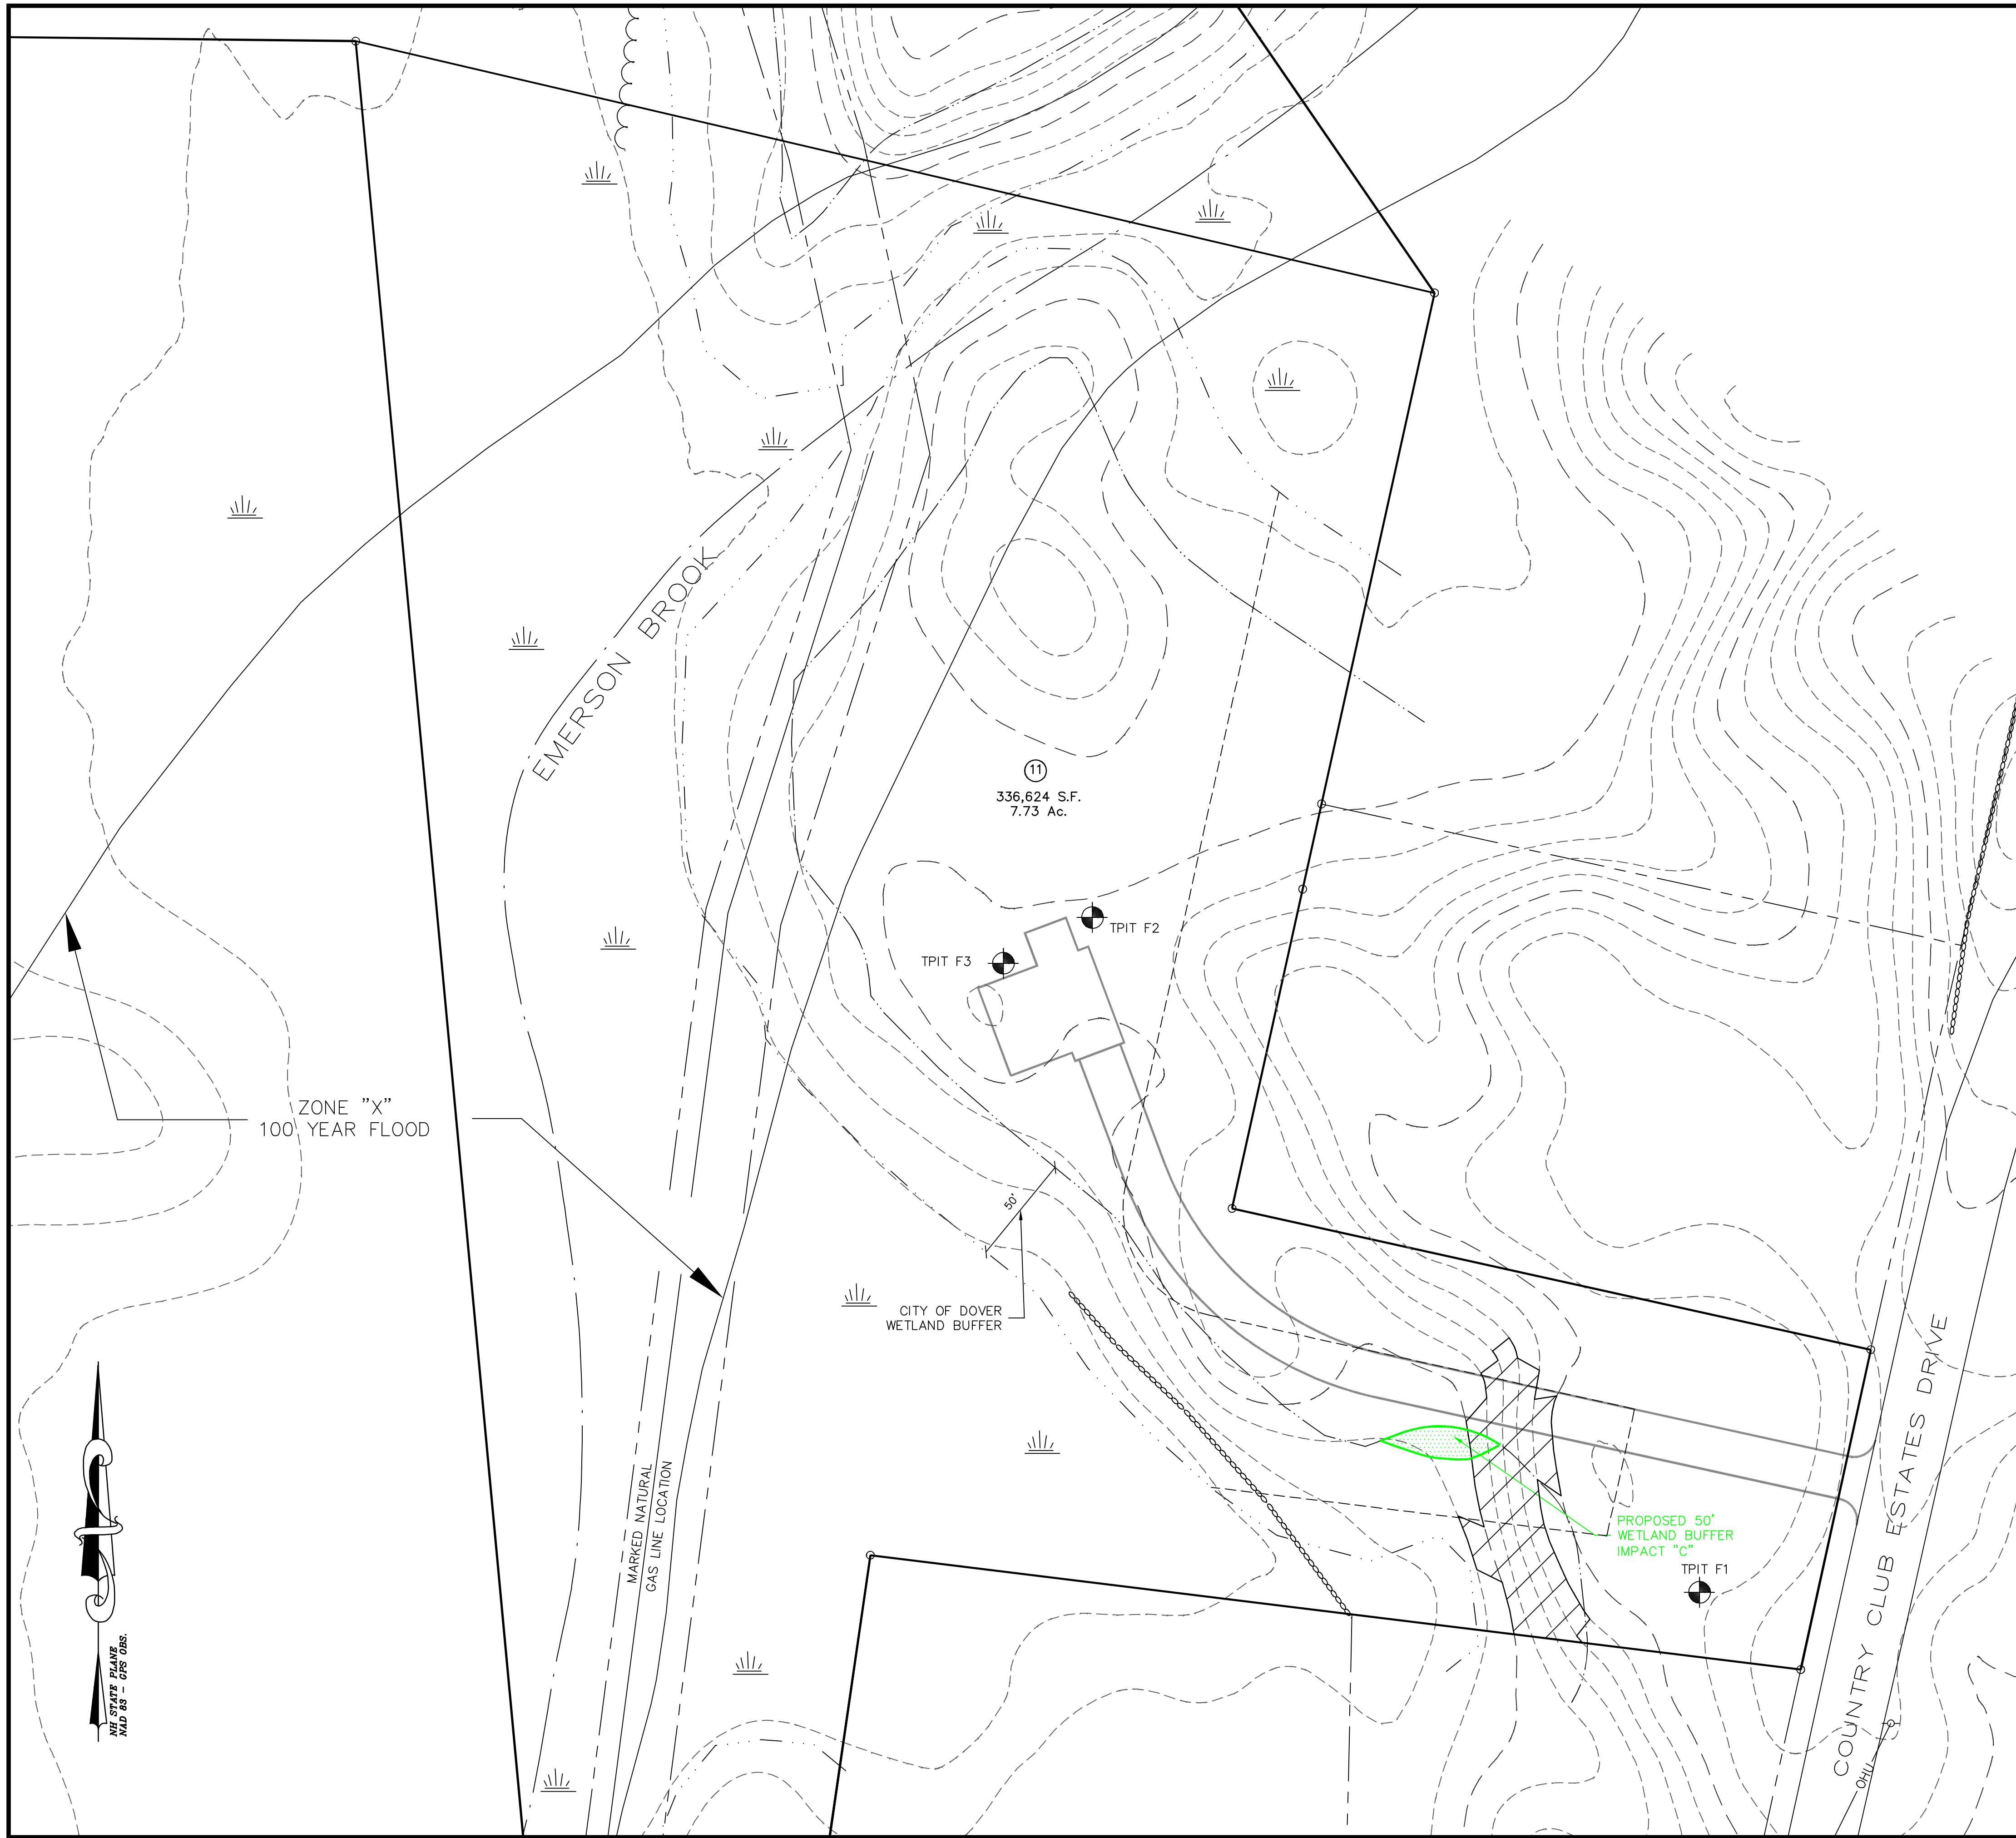 EMERSON BROOK
11
336,624 S.F.
7.73 Ac.
TPIT F2
TPIT F3
ZONE "X"
100 YEAR FLOOD
50'
CITY OF DOVER
WETLAND BUFFER
MARKED NATURAL
GAS LINE LOCATION
PROPOSED 50'
WETLAND BUFFER
IMPACT "C"
TPIT F1
COUNTRY CLUB ESTATES DRIVE
OHU
NH STATE PLANE
NAD 83 - GPS OBS.